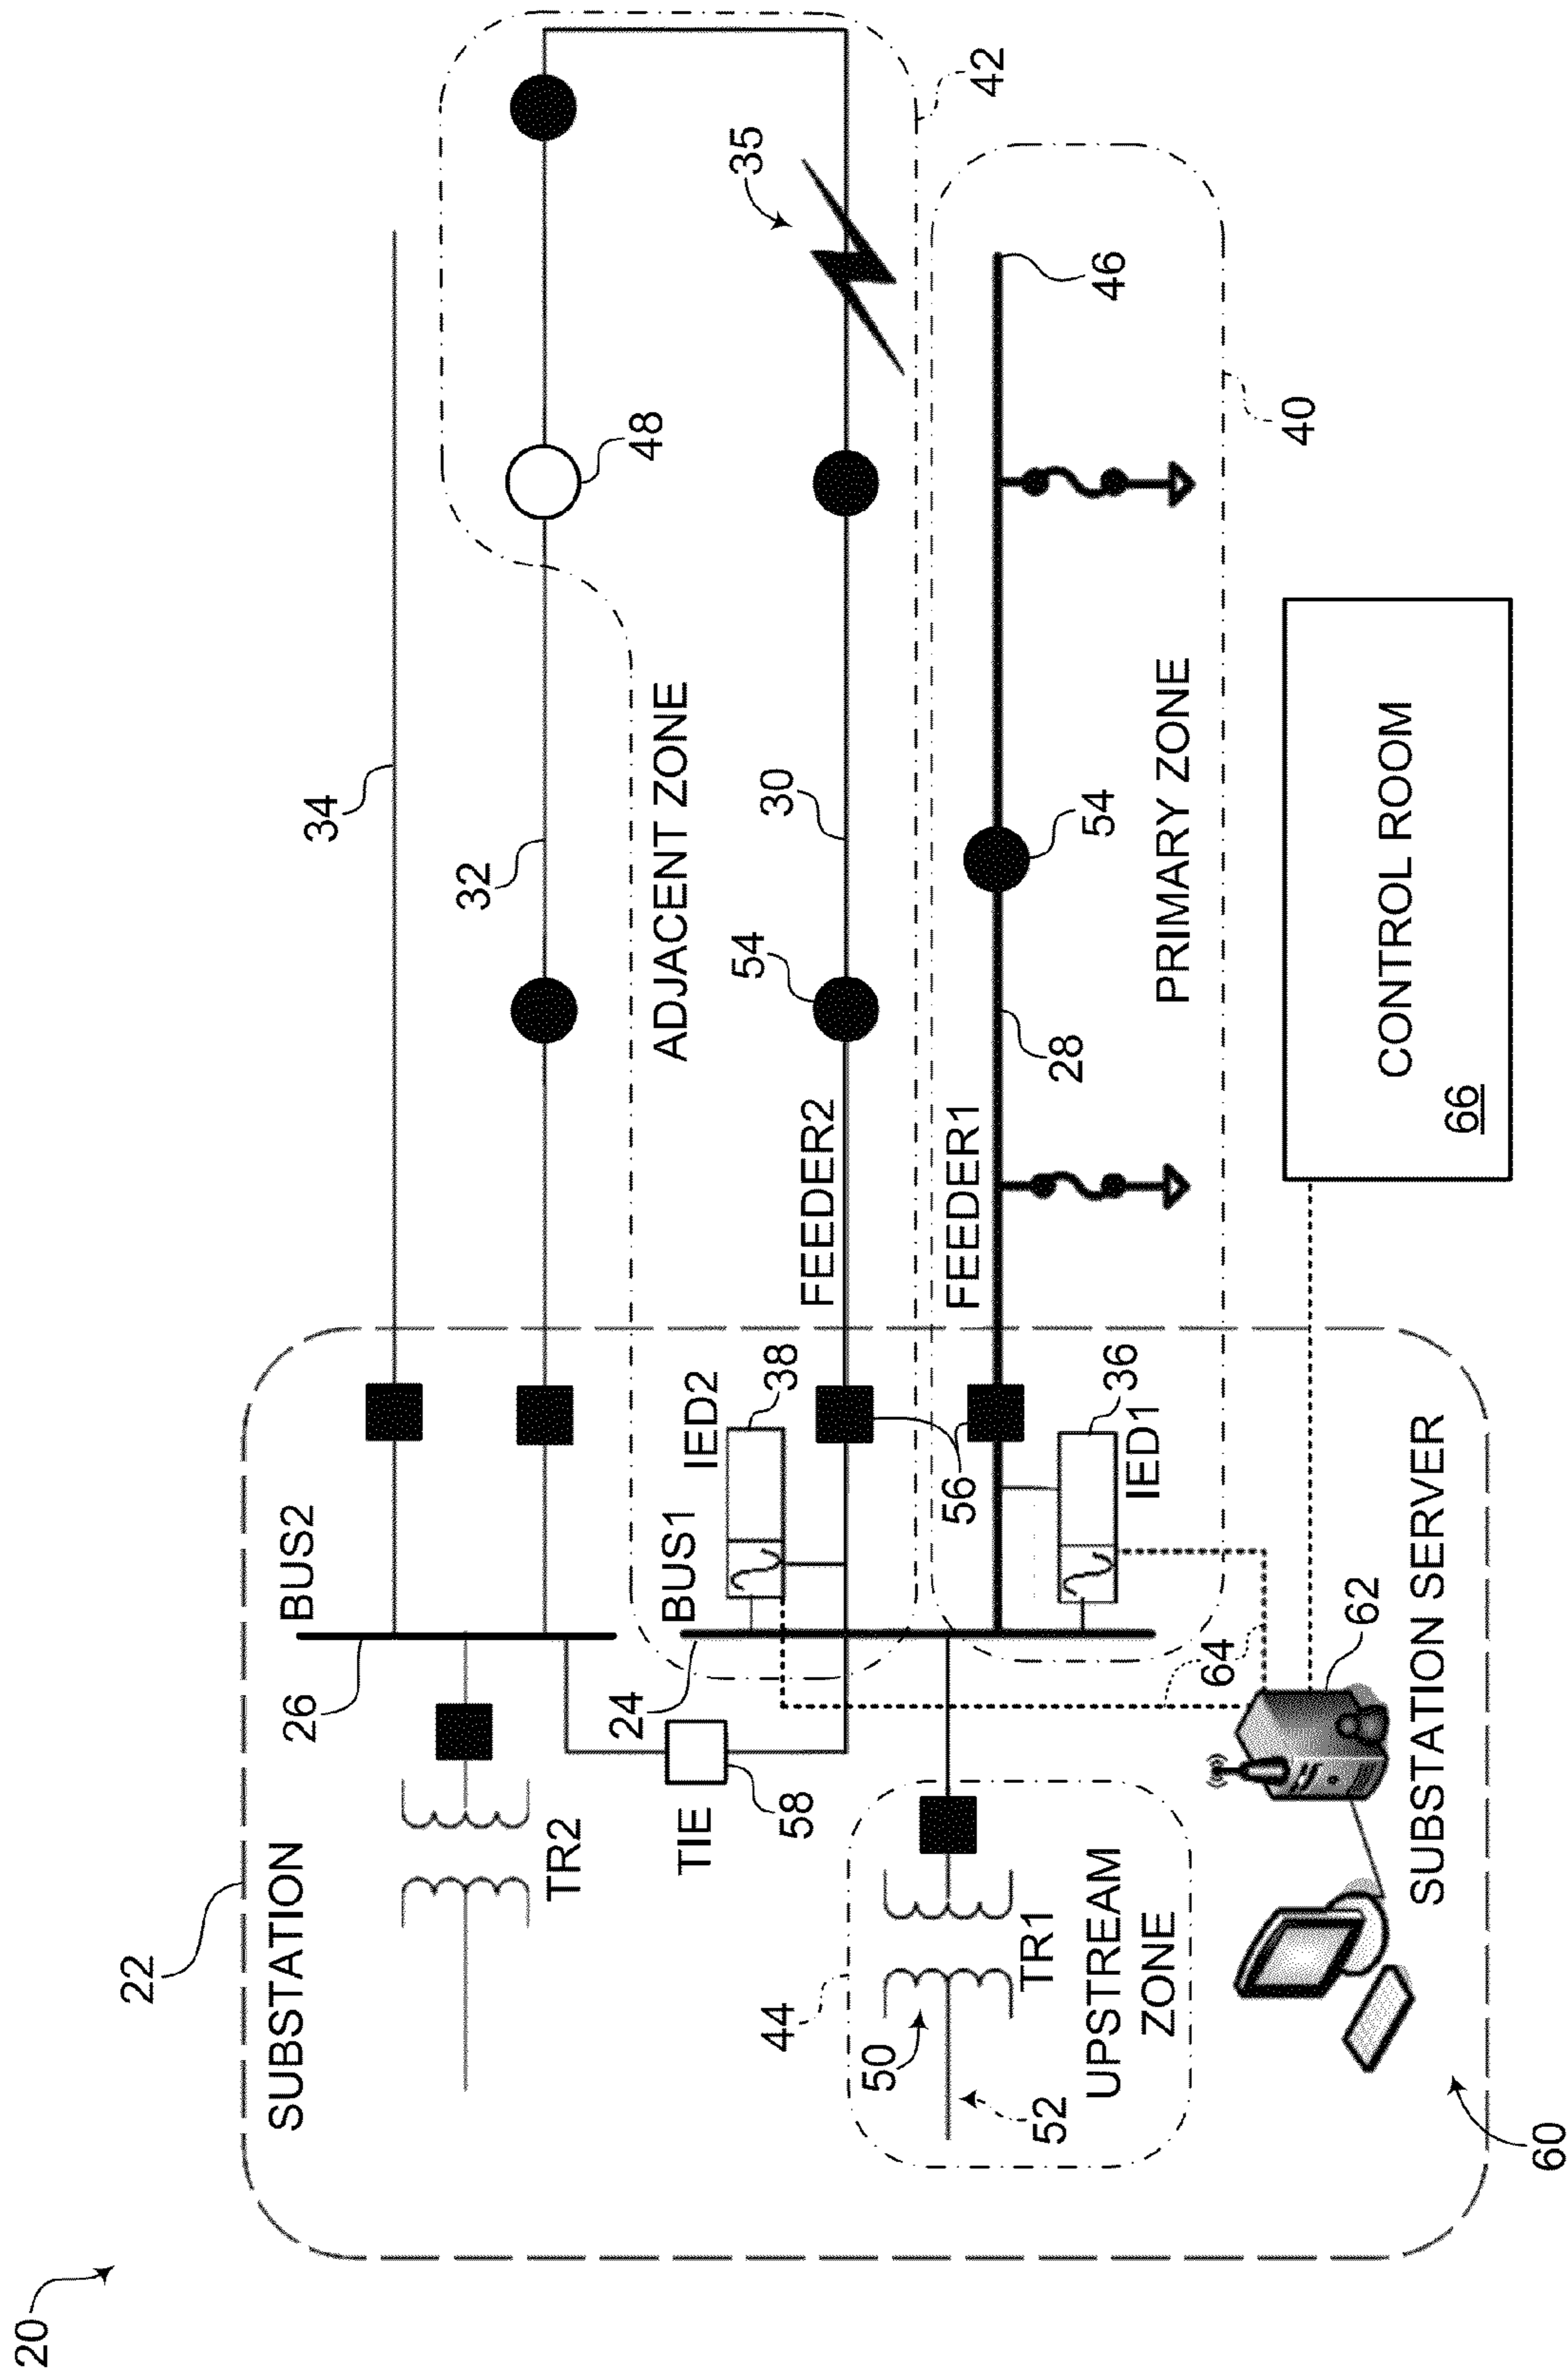 20
22
SUBSTATION
BUS2
26
34
32
TR2
TIE
58
24
BUS1
IED2
38
ADJACENT ZONE
48
35
42
FEEDER2
54
30
56
FEEDER1
28
54
46
44
50
52
TR1
UPSTREAM
ZONE
36
IED1
PRIMARY ZONE
40
64
62
SUBSTATION SERVER
60
CONTROL ROOM
66